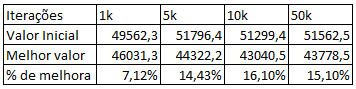 Iterações 1k 5k 10k 50k
Valor Inicial 49562,3 51796,4 51299,4 51562,5
Melhor valor 46031,3 44322,2 43040,5 43778,5
% de melhora 7,12% 14,43% 16,10% 15,10%